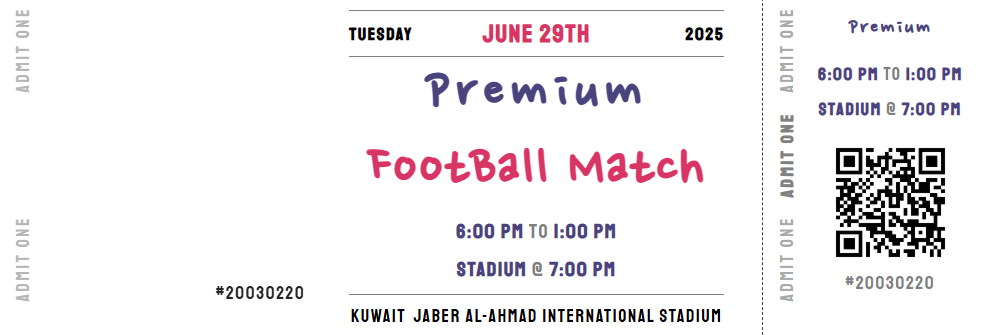 ADMIT ONE
ADMIT ONE
#20030220
TUESDAY JUNE 29TH 2025
Premium
FootBall Match
6:00 PM TO 1:00 PM
STADIUM @ 7:00 PM
KUWAIT JABER AL-AHMAD INTERNATIONAL STADIUM
ADMIT ONE
ADMIT ONE
ADMIT ONE
Premium
6:00 PM TO 1:00 PM
STADIUM @ 7:00 PM
#20030220